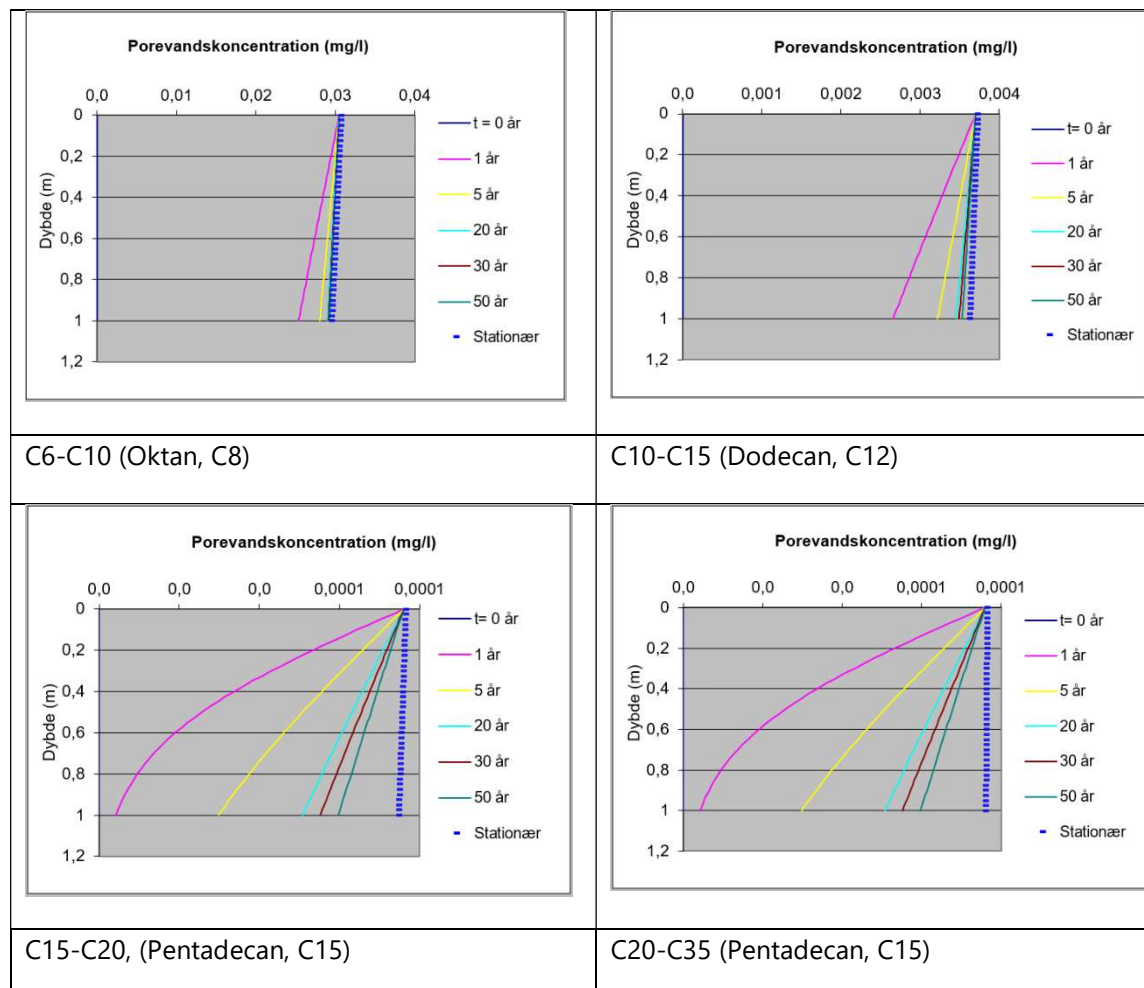 Porevandskoncentration (mg/l)
0,0 0,01 0,02 0,03 0,04
0
0,2
0,4
0,6
0,8
1
1,2
Dybde (m)
t = 0 år
1 år
5 år
20 år
30 år
50 år
Stationær
Porevandskoncentration (mg/l)
0,0 0,001 0,002 0,003 0,004
0
0,2
0,4
0,6
0,8
1
1,2
Dybde (m)
t= 0 år
1 år
5 år
20 år
30 år
50 år
Stationær
C6-C10 (Oktan, C8)
C10-C15 (Dodecan, C12)
Porevandskoncentration (mg/l)
0,0 0,0 0,0 0,0001 0,0001
0
0,2
0,4
0,6
0,8
1
1,2
Dybde (m)
t= 0 år
1 år
5 år
20 år
30 år
50 år
Stationær
Porevandskoncentration (mg/l)
0,0 0,0 0,0 0,0001 0,0001
0
0,2
0,4
0,6
0,8
1
1,2
Dybde (m)
t= 0 år
1 år
5 år
20 år
30 år
50 år
Stationær
C15-C20, (Pentadecan, C15)
C20-C35 (Pentadecan, C15)